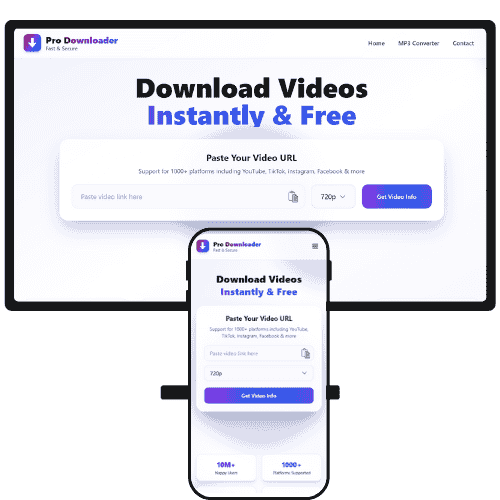 Pro Downloader
Fast & Secure
Home MP3 Converter Contact
Download Videos
Instantly & Free
Paste Your Video URL
Support for 1000+ platforms including YouTube, TikTok, Instagram, Facebook & more
Paste video link here 720p Get Video Info
Pro Downloader
Fast & Secure
Download Videos
Instantly & Free
Paste Your Video URL
Support for 1000+ platforms including YouTube,
TikTok, Instagram, Facebook & more
Paste video link here
720p
Get Video Info
10M+ 1000+
Happy Users Platforms Supported